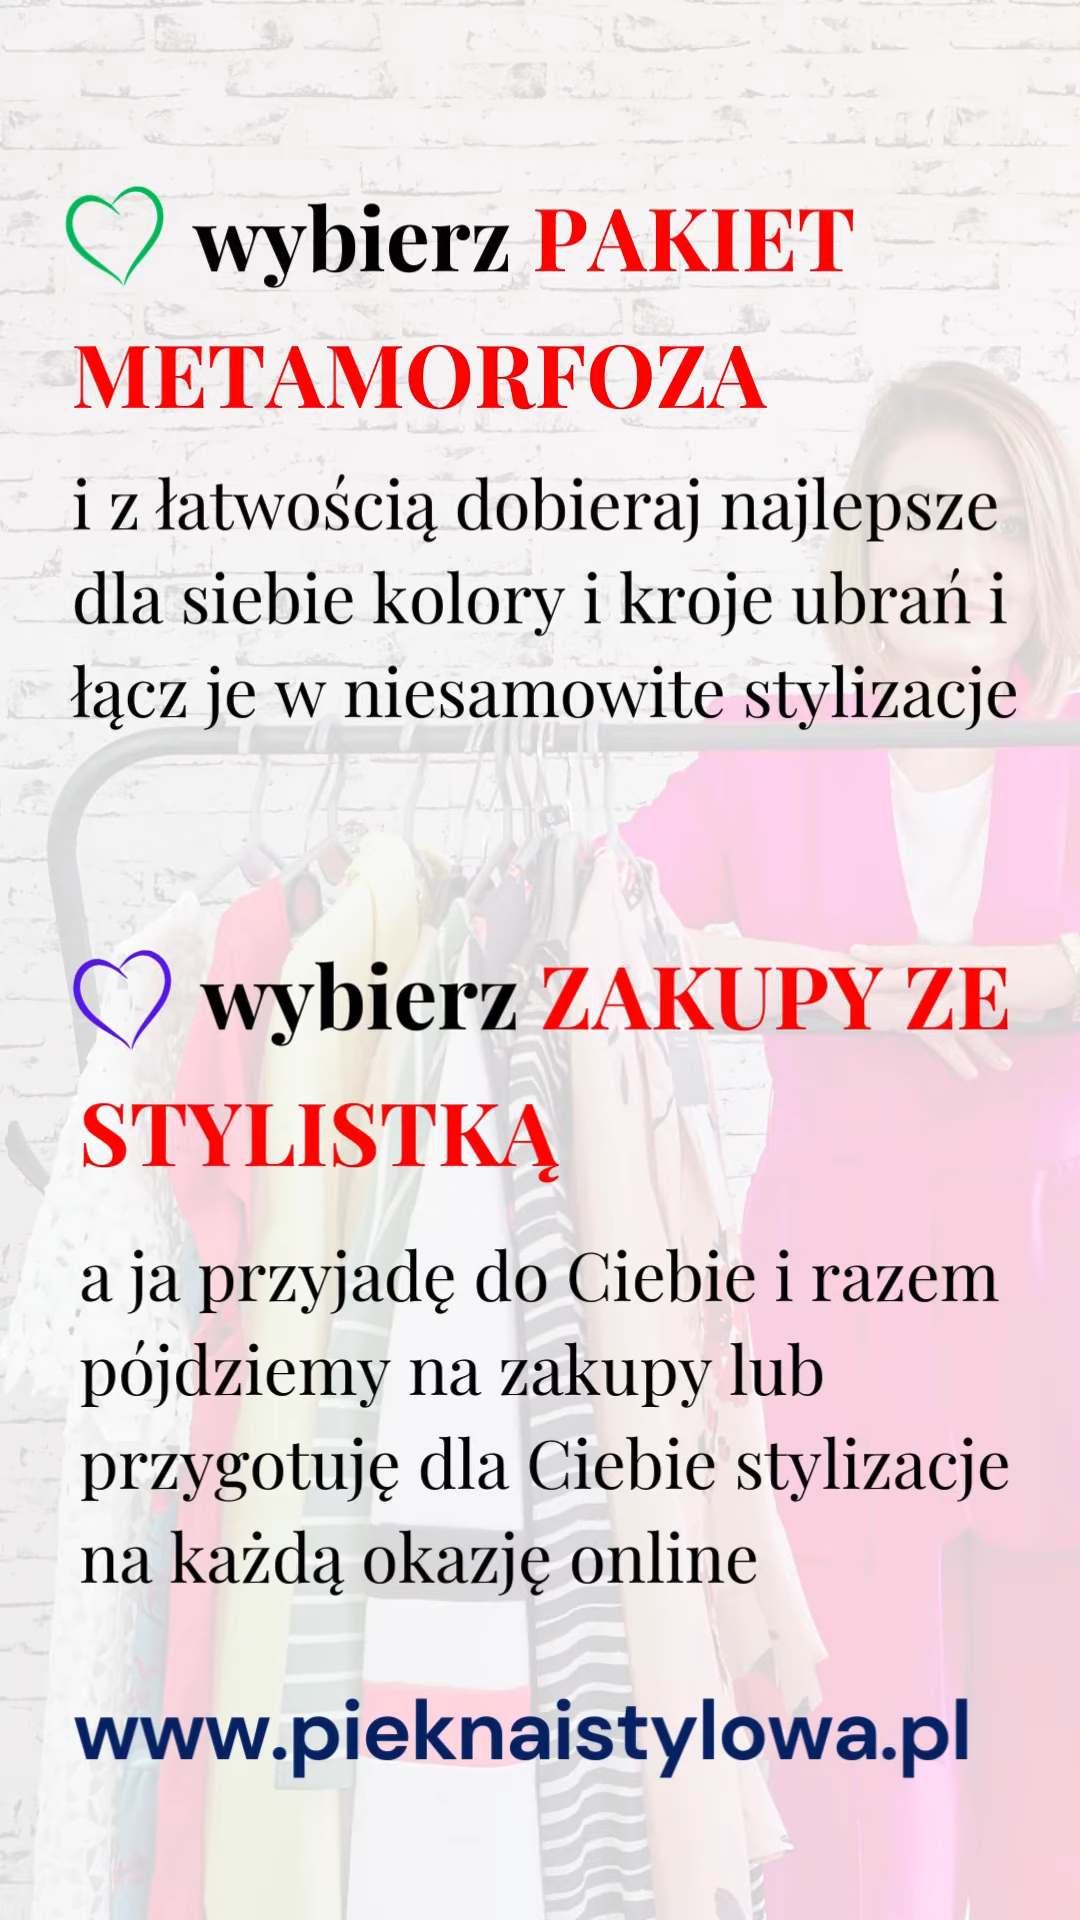 wybierz PAKIET
METAMORFOZA
i z łatwością dobieraj najlepsze
dla siebie kolory i kroje ubrań i
łącz je w niesamowite stylizacje
wybierz ZAKUPY ZE
STYLISTKĄ
a ja przyjadę do Ciebie i razem
pójdziemy na zakupy lub
przygotuję dla Ciebie stylizacje
na każdą okazję online
www.pieknaistylowa.pl